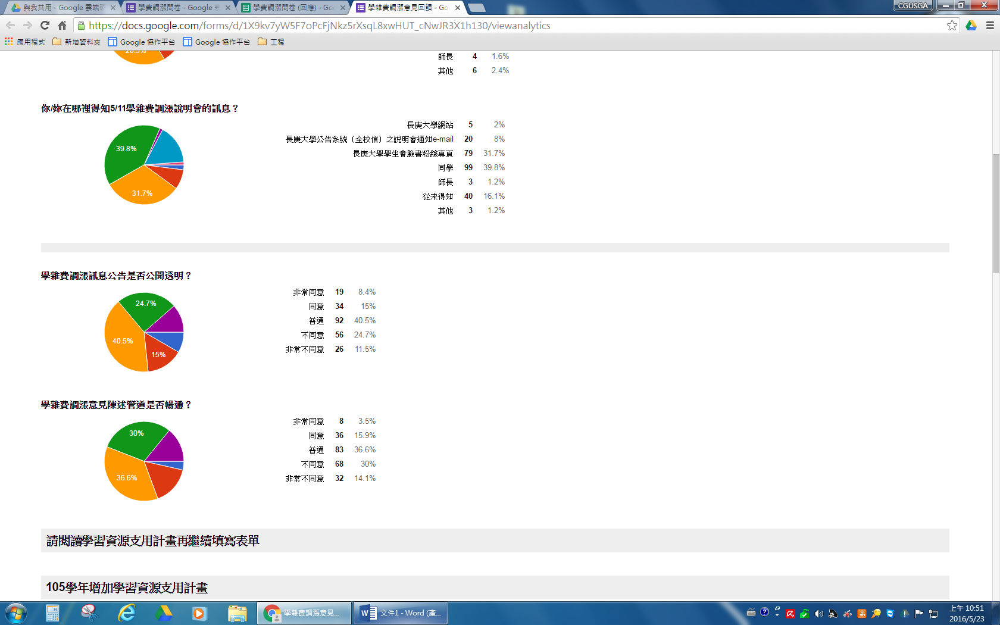 與我共用 - Google 雲端硬
學費調漲問卷 - Google 表
學費調漲問卷 (回應) - Go
學雜費調漲意見回饋 - Go
CGUSGA
https://docs.google.com/forms/d/1X9kv7yW5F7oPcFjNkz5rXsqL8xwHUT_cNwJR3X1h130/viewanalytics
應用程式 新增資料夾 Google 協作平台 Google 協作平台 工程
師長 4 1.6%
其他 6 2.4%
你/妳在哪裡得知5/11學雜費調漲說明會的訊息？
39.8%
31.7%
長庚大學網站 5 2%
長庚大學公告系統〔全校信〕之說明會通知e-mail 20 8%
長庚大學學生會臉書粉絲專頁 79 31.7%
同學 99 39.8%
師長 3 1.2%
從未得知 40 16.1%
其他 3 1.2%
學雜費調漲訊息公告是否公開透明？
24.7%
40.5%
15%
非常同意 19 8.4%
同意 34 15%
普通 92 40.5%
不同意 56 24.7%
非常不同意 26 11.5%
學雜費調漲意見陳述管道是否暢通？
30%
36.6%
非常同意 8 3.5%
同意 36 15.9%
普通 83 36.6%
不同意 68 30%
非常不同意 32 14.1%
請閱讀學習資源支用計畫再繼續填寫表單
105學年增加學習資源支用計畫
學雜費調漲意見...
文件1 - Word (產...
上午 10:51
2016/5/23